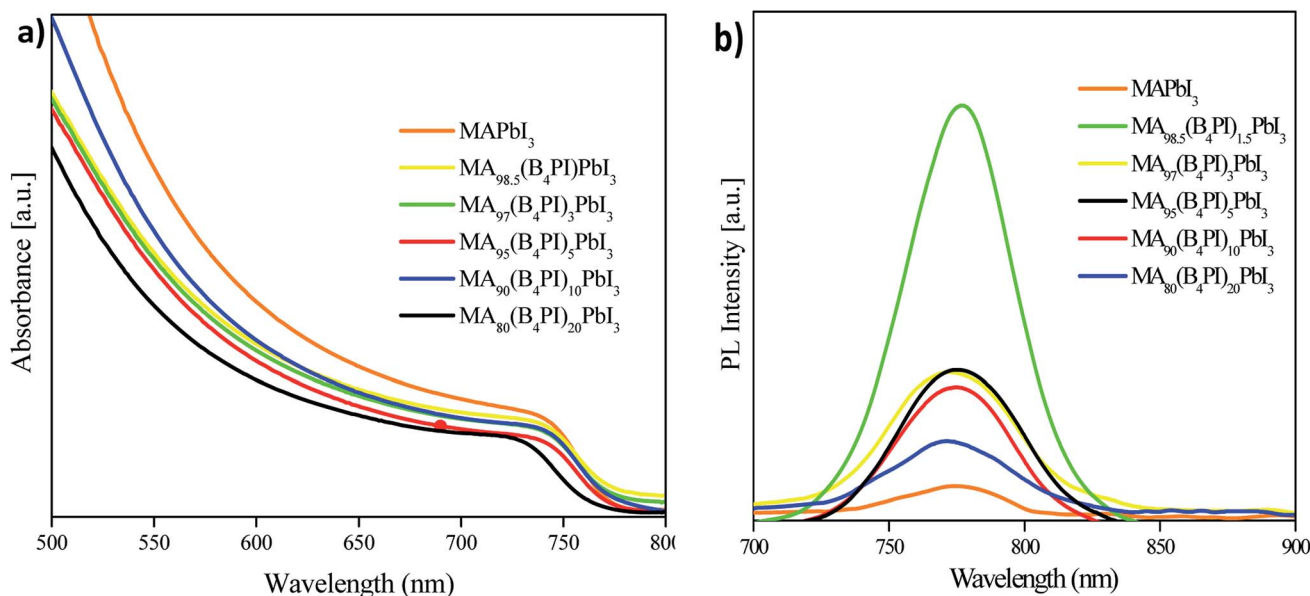 a)
Absorbance [a.u.]
MAPbI₃
MA₉₈.₅(B₄PI)PbI₃
MA₉₇(B₄PI)₃PbI₃
MA₉₅(B₄PI)₅PbI₃
MA₉₀(B₄PI)₁₀PbI₃
MA₈₀(B₄PI)₂₀PbI₃
500 550 600 650 700 750 800
Wavelength (nm)
b)
PL Intensity [a.u.]
MAPbI₃
MA₉₈.₅(B₄PI)₁.₅PbI₃
MA₉₇(B₄PI)₃PbI₃
MA₉₅(B₄PI)₅PbI₃
MA₉₀(B₄PI)₁₀PbI₃
MA₈₀(B₄PI)₂₀PbI₃
700 750 800 850 900
Wavelength (nm)